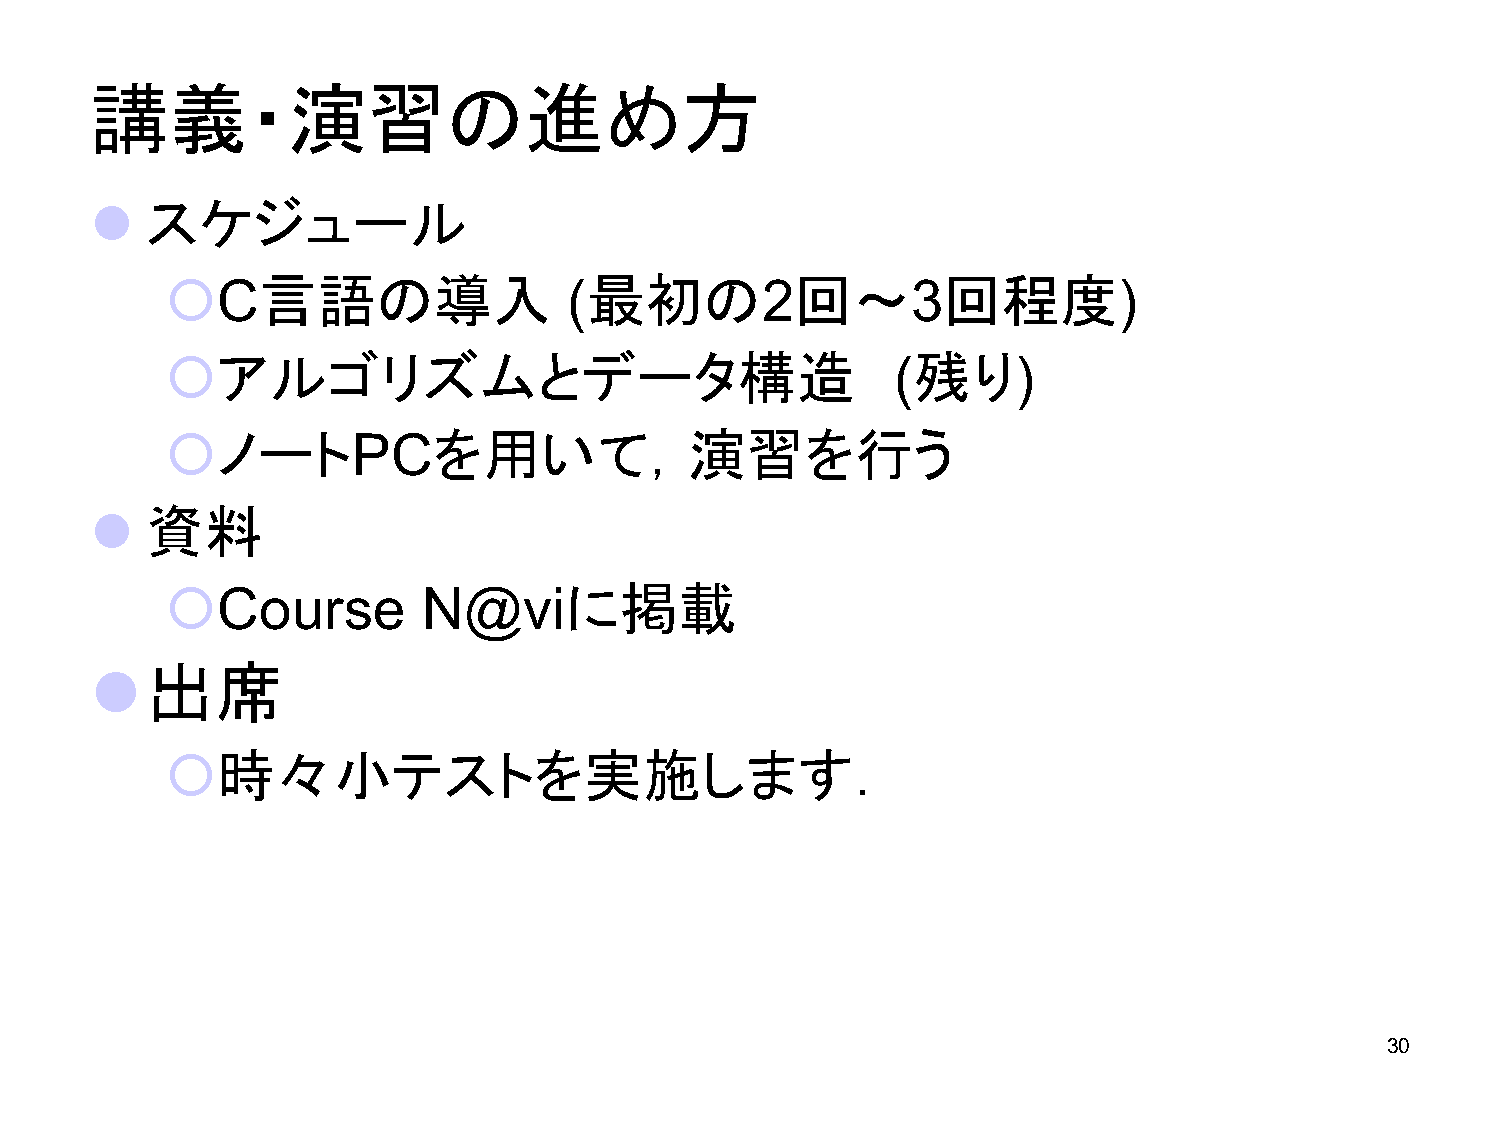 講義・演習の進め方
● スケジュール
○C言語の導入 (最初の2回～3回程度)
○アルゴリズムとデータ構造　(残り)
○ノートPCを用いて，演習を行う
● 資料
○Course N@viに掲載
●出席
○時々小テストを実施します．
30